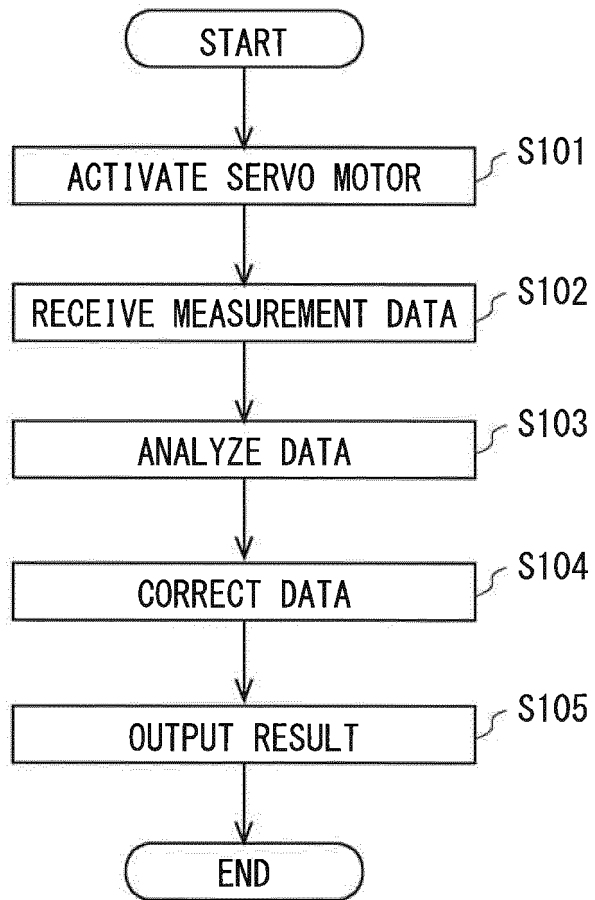 START
ACTIVATE SERVO MOTOR
S101
RECEIVE MEASUREMENT DATA
S102
ANALYZE DATA
S103
CORRECT DATA
S104
OUTPUT RESULT
S105
END